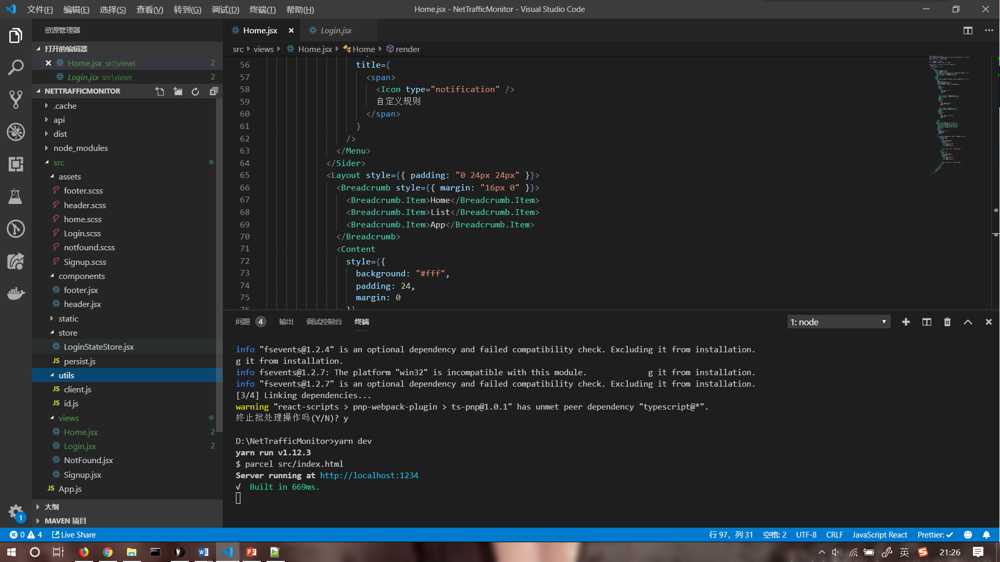 文件(F) 编辑(E) 选择(S) 查看(V) 转到(G) 调试(D) 终端(T) 帮助(H) Home.jsx - NetTrafficMonitor - Visual Studio Code
资源管理器
打开的编辑器
Home.jsx src\views 2
Login.jsx src\views 2
NETTRAFFICMONITOR
.cache
api
dist
node_modules
src
assets
footer.scss
header.scss
home.scss
Login.scss
notfound.scss
Signup.scss
components
footer.jsx
header.jsx
static
store
LoginStateStore.jsx
JS persist.js
utils
JS client.js
JS id.js
views
Home.jsx 2
Login.jsx 2
NotFound.jsx
Signup.jsx
JS App.js
大纲
MAVEN 项目
1
Home.jsx Login.jsx
src views Home.jsx Home render
56 title={
57 <span>
58 <Icon type="notification" />
59 自定义规则
60 </span>
61 }
62 />
63 </Menu>
64 </Sider>
65 <Layout style={{ padding: "0 24px 24px" }}>
66 <Breadcrumb style={{ margin: "16px 0" }}>
67 <Breadcrumb.Item>Home</Breadcrumb.Item>
68 <Breadcrumb.Item>List</Breadcrumb.Item>
69 <Breadcrumb.Item>App</Breadcrumb.Item>
70 </Breadcrumb>
71 <Content
72 style={{
73 background: "#fff",
74 padding: 24,
75 margin: 0
76 }}
问题 4 输出 调试控制台 终端 1: node
info "fsevents@1.2.4" is an optional dependency and failed compatibility check. Excluding it from installation.
g it from installation.
info fsevents@1.2.7: The platform "win32" is incompatible with this module. g it from installation.
info "fsevents@1.2.7" is an optional dependency and failed compatibility check. Excluding it from installation.
[3/4] Linking dependencies...
warning "react-scripts > pnp-webpack-plugin > ts-pnp@1.0.1" has unmet peer dependency "typescript@*".
终止批处理操作吗(Y/N)? y
D:\NetTrafficMonitor>yarn dev
yarn run v1.12.3
$ parcel src/index.html
Server running at http://localhost:1234
√ Built in 669ms.
0 4 Live Share 行 97，列 31 空格: 2 UTF-8 CRLF JavaScript React Prettier: ✓
英 21:26